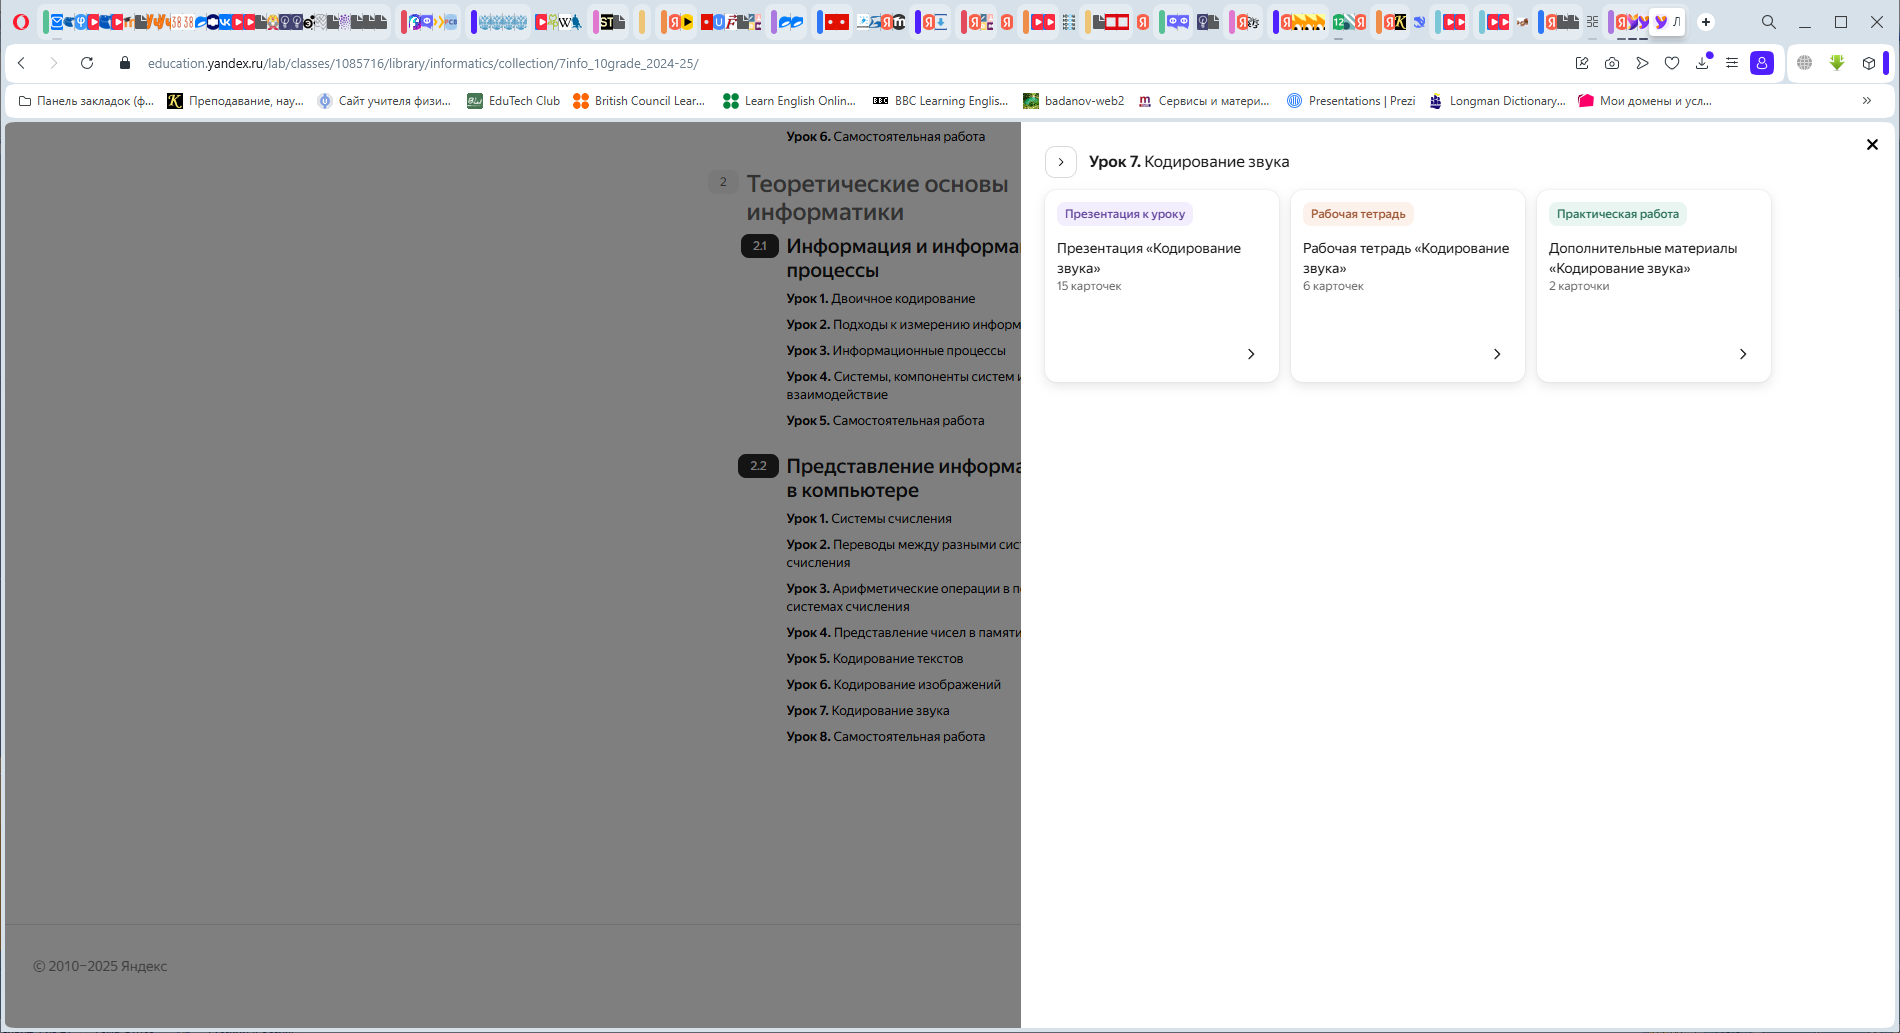 education.yandex.ru/lab/classes/1085716/library/informatics/collection/7info_10grade_2024-25/
Панель закладок (ф...
Преподавание, нау...
Сайт учителя физи...
EduTech Club
British Council Lear...
Learn English Onlin...
BBC Learning Englis...
badanov-web2
Сервисы и матери...
Presentations | Prezi
Longman Dictionary...
Мои домены и усл...
Урок 6. Самостоятельная работа
2 Теоретические основы
информатики
2.1 Информация и информа
процессы
Урок 1. Двоичное кодирование
Урок 2. Подходы к измерению информ
Урок 3. Информационные процессы
Урок 4. Системы, компоненты систем и
взаимодействие
Урок 5. Самостоятельная работа
2.2 Представление информа
в компьютере
Урок 1. Системы счисления
Урок 2. Переводы между разными сис
счисления
Урок 3. Арифметические операции в п
системах счисления
Урок 4. Представление чисел в памяти
Урок 5. Кодирование текстов
Урок 6. Кодирование изображений
Урок 7. Кодирование звука
Урок 8. Самостоятельная работа
© 2010–2025 Яндекс
Урок 7. Кодирование звука
Презентация к уроку
Презентация «Кодирование
звука»
15 карточек
Рабочая тетрадь
Рабочая тетрадь «Кодирование
звука»
6 карточек
Практическая работа
Дополнительные материалы
«Кодирование звука»
2 карточки